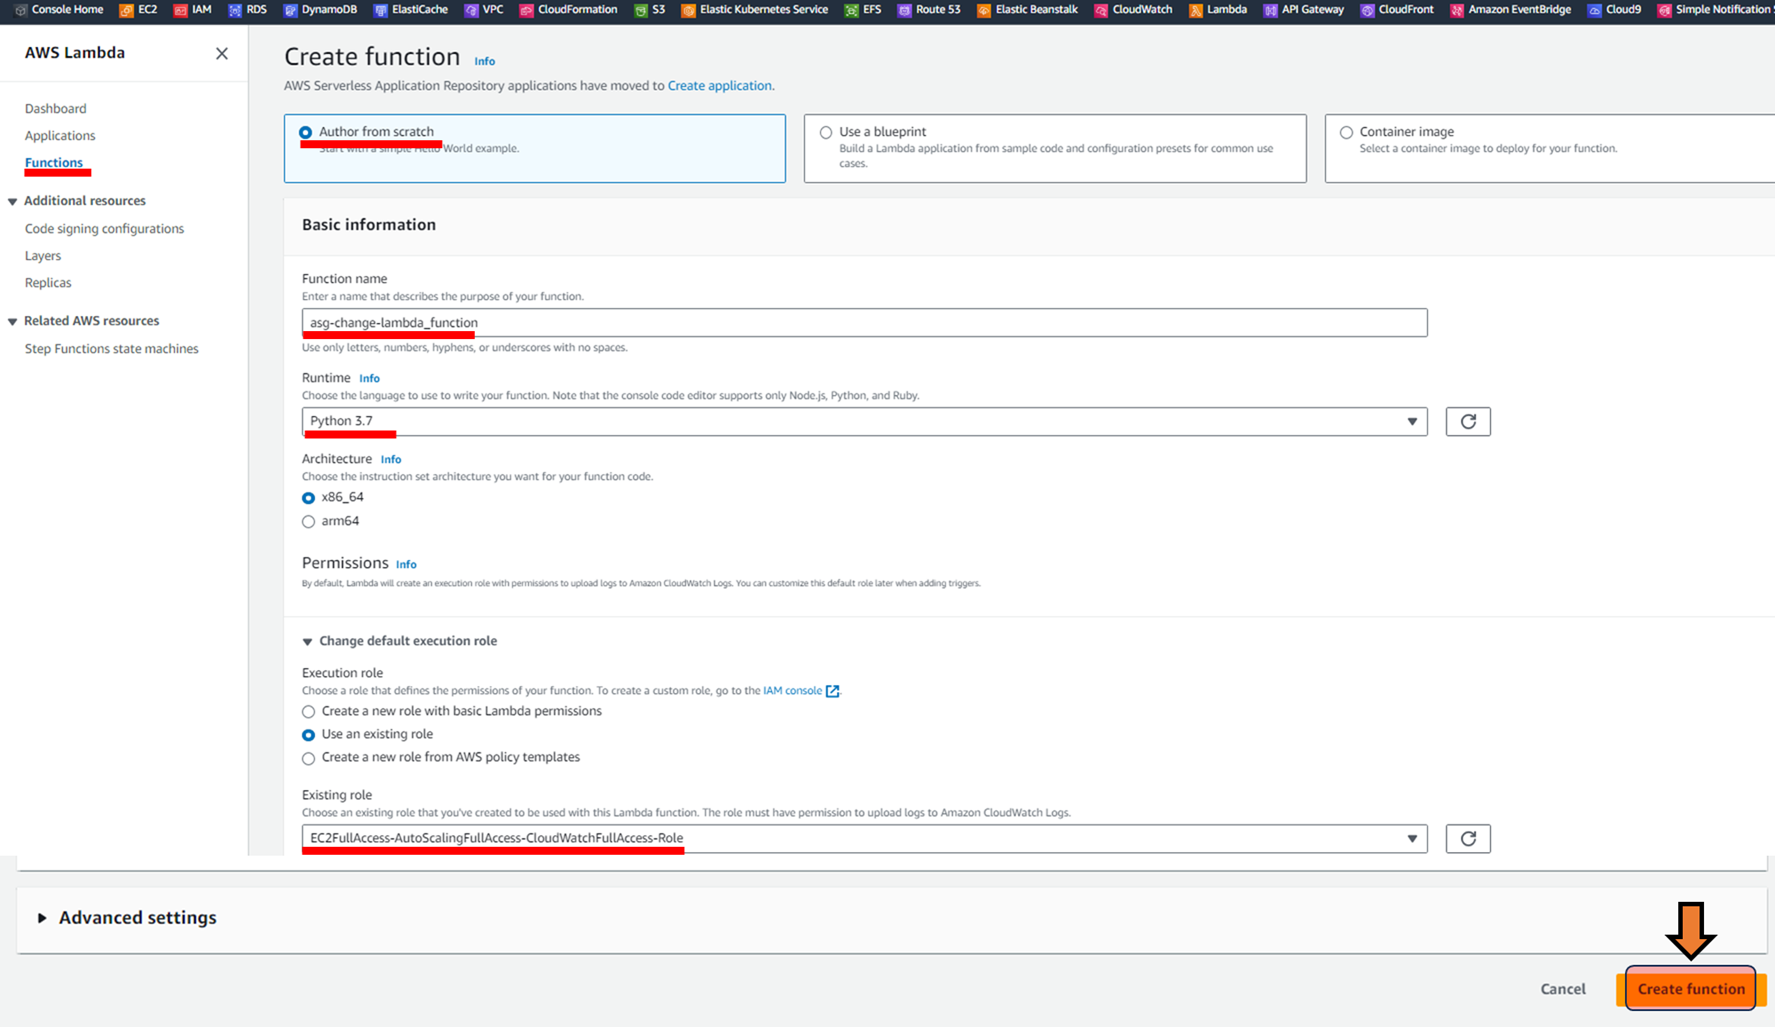 Console Home EC2 IAM RDS DynamoDB ElastiCache VPC CloudFormation S3 Elastic Kubernetes Service EFS Route 53 Elastic Beanstalk CloudWatch Lambda API Gateway CloudFront Amazon EventBridge Cloud9 Simple Notification
AWS Lambda
Dashboard
Applications
Functions
Additional resources
Code signing configurations
Layers
Replicas
Related AWS resources
Step Functions state machines
Create function Info
AWS Serverless Application Repository applications have moved to Create application.
Author from scratch
Start with a simple Hello World example.
Use a blueprint
Build a Lambda application from sample code and configuration presets for common use
cases.
Container image
Select a container image to deploy for your function.
Basic information
Function name
Enter a name that describes the purpose of your function.
asg-change-lambda_function
Use only letters, numbers, hyphens, or underscores with no spaces.
Runtime Info
Choose the language to use to write your function. Note that the console code editor supports only Node.js, Python, and Ruby.
Python 3.7
Architecture Info
Choose the instruction set architecture you want for your function code.
x86_64
arm64
Permissions Info
By default, Lambda will create an execution role with permissions to upload logs to Amazon CloudWatch Logs. You can customize this default role later when adding triggers.
Change default execution role
Execution role
Choose a role that defines the permissions of your function. To create a custom role, go to the IAM console.
Create a new role with basic Lambda permissions
Use an existing role
Create a new role from AWS policy templates
Existing role
Choose an existing role that you've created to be used with this Lambda function. The role must have permission to upload logs to Amazon CloudWatch Logs.
EC2FullAccess-AutoScalingFullAccess-CloudWatchFullAccess-Role
Advanced settings
Cancel
Create function